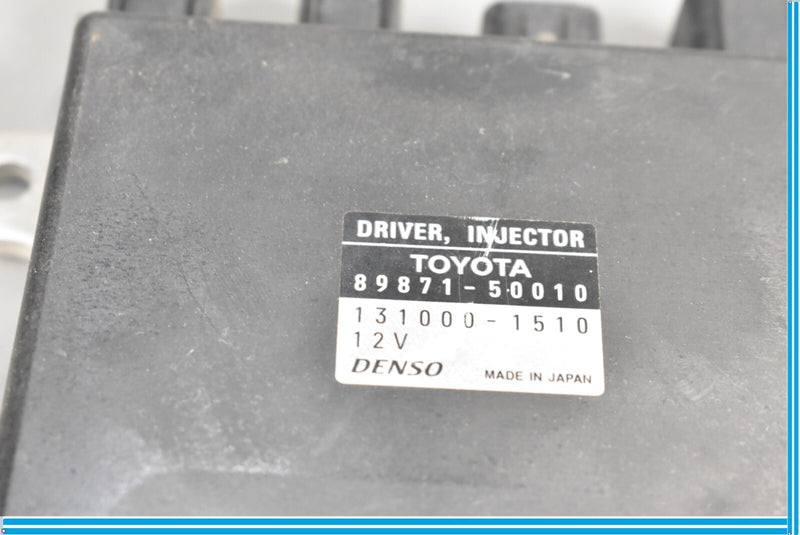 DRIVER, INJECTOR
TOYOTA
89871-50010
131000-1510
12V
DENSO MADE IN JAPAN